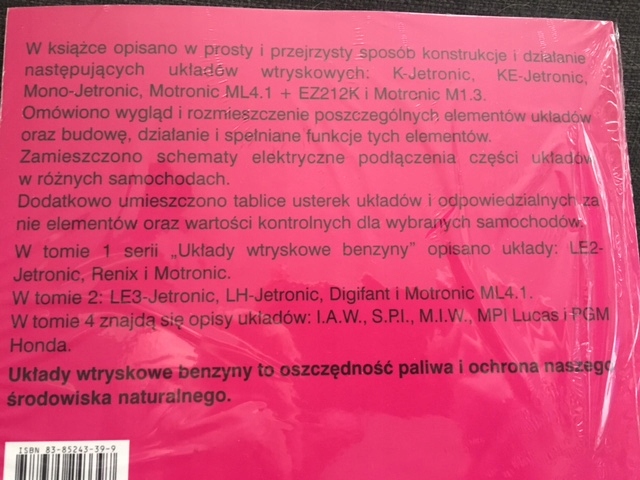 W książce opisano w prosty i przejrzysty sposób konstrukcje i działanie
następujących układów wtryskowych: K-Jetronic, KE-Jetronic,
Mono-Jetronic, Motronic ML4.1 + EZ212K i Motronic M1.3.
Omówiono wygląd i rozmieszczenie poszczególnych elementów układów
oraz budowę, działanie i spełniane funkcje tych elementów.
Zamieszczono schematy elektryczne podłączenia części układów
w różnych samochodach.
Dodatkowo umieszczono tablice usterek układów i odpowiedzialnych za
nie elementów oraz wartości kontrolnych dla wybranych samochodów.
W tomie 1 serii „Układy wtryskowe benzyny” opisano układy: LE2-
Jetronic, Renix i Motronic.
W tomie 2: LE3-Jetronic, LH-Jetronic, Digifant i Motronic ML4.1.
W tomie 4 znajdą się opisy układów: I.A.W., S.P.I., M.I.W., MPI Lucas i PGM
Honda.
Układy wtryskowe benzyny to oszczędność paliwa i ochrona naszego
środowiska naturalnego.
ISBN 83-85243-39-9